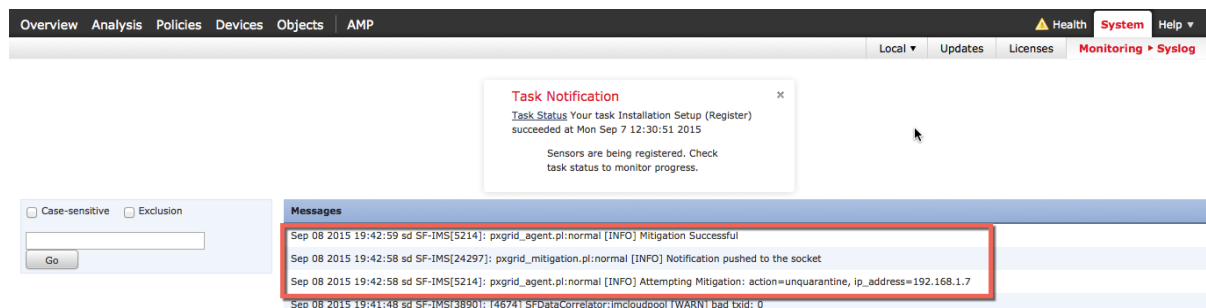 Overview Analysis Policies Devices Objects AMP Health System Help ▾
Local ▾ Updates Licenses Monitoring ▸ Syslog
Task Notification ×
Task Status Your task Installation Setup (Register)
succeeded at Mon Sep 7 12:30:51 2015
Sensors are being registered. Check
task status to monitor progress.
Case-sensitive Exclusion
Go
Messages
Sep 08 2015 19:42:59 sd SF-IMS[5214]: pxgrid_agent.pl:normal [INFO] Mitigation Successful
Sep 08 2015 19:42:58 sd SF-IMS[24297]: pxgrid_mitigation.pl:normal [INFO] Notification pushed to the socket
Sep 08 2015 19:42:58 sd SF-IMS[5214]: pxgrid_agent.pl:normal [INFO] Attempting Mitigation: action=unquarantine, ip_address=192.168.1.7
Sep 08 2015 19:41:48 sd SF-IMS[3890]: [4674] SFDataCorrelator:imcloudpool [WARN] bad txid: 0